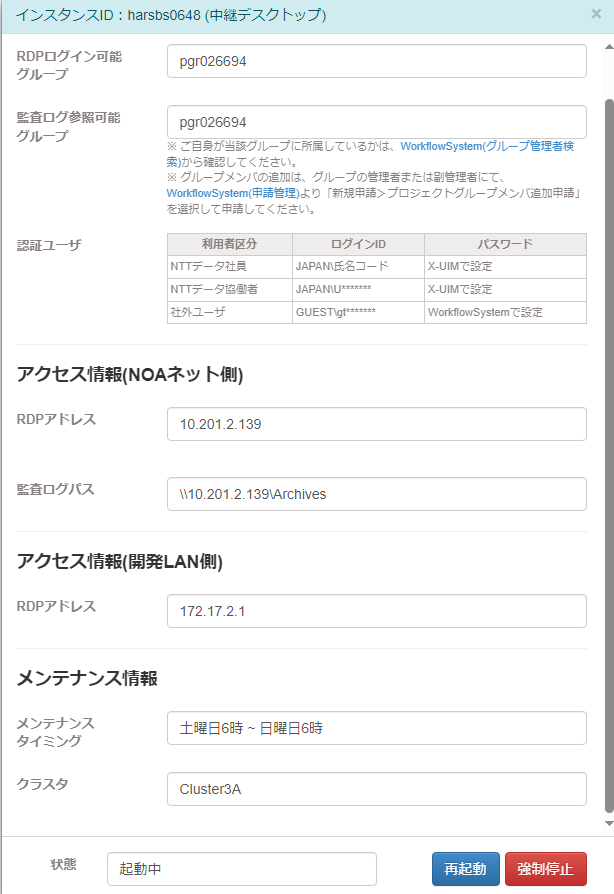 インスタンスID：harsbs0648 (中継デスクトップ)
×
RDPログイン可能
グループ
pgr026694
監査ログ参照可能
グループ
pgr026694
※ ご自身が当該グループに所属しているかは、WorkflowSystem(グループ管理者検
索)から確認してください。
※ グループメンバの追加は、グループの管理者または副管理者にて、
WorkflowSystem(申請管理)より「新規申請＞プロジェクトグループメンバ追加申請」
を選択して申請してください。
認証ユーザ
利用者区分 ログインID パスワード
NTTデータ社員 JAPAN\氏名コード X-UIMで設定
NTTデータ協働者 JAPAN\U******* X-UIMで設定
社外ユーザ GUEST\gt******* WorkflowSystemで設定
アクセス情報(NOAネット側)
RDPアドレス
10.201.2.139
監査ログパス
\\10.201.2.139\Archives
アクセス情報(開発LAN側)
RDPアドレス
172.17.2.1
メンテナンス情報
メンテナンス
タイミング
土曜日6時 ~ 日曜日6時
クラスタ
Cluster3A
状態
起動中
再起動
強制停止